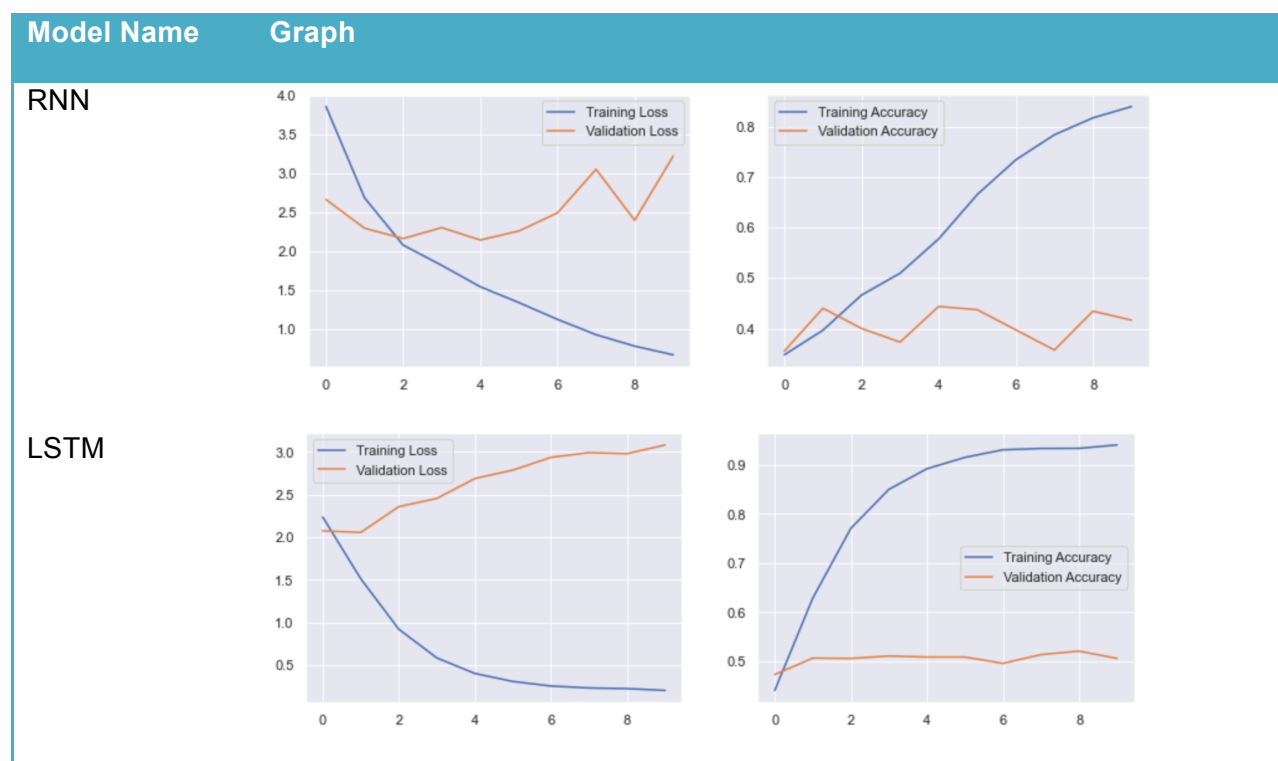 Model Name Graph
RNN
Training Loss
Validation Loss
4.0
3.5
3.0
2.5
2.0
1.5
1.0
0 2 4 6 8
Training Accuracy
Validation Accuracy
0.8
0.7
0.6
0.5
0.4
0 2 4 6 8
LSTM
Training Loss
Validation Loss
3.0
2.5
2.0
1.5
1.0
0.5
0 2 4 6 8
Training Accuracy
Validation Accuracy
0.9
0.8
0.7
0.6
0.5
0 2 4 6 8